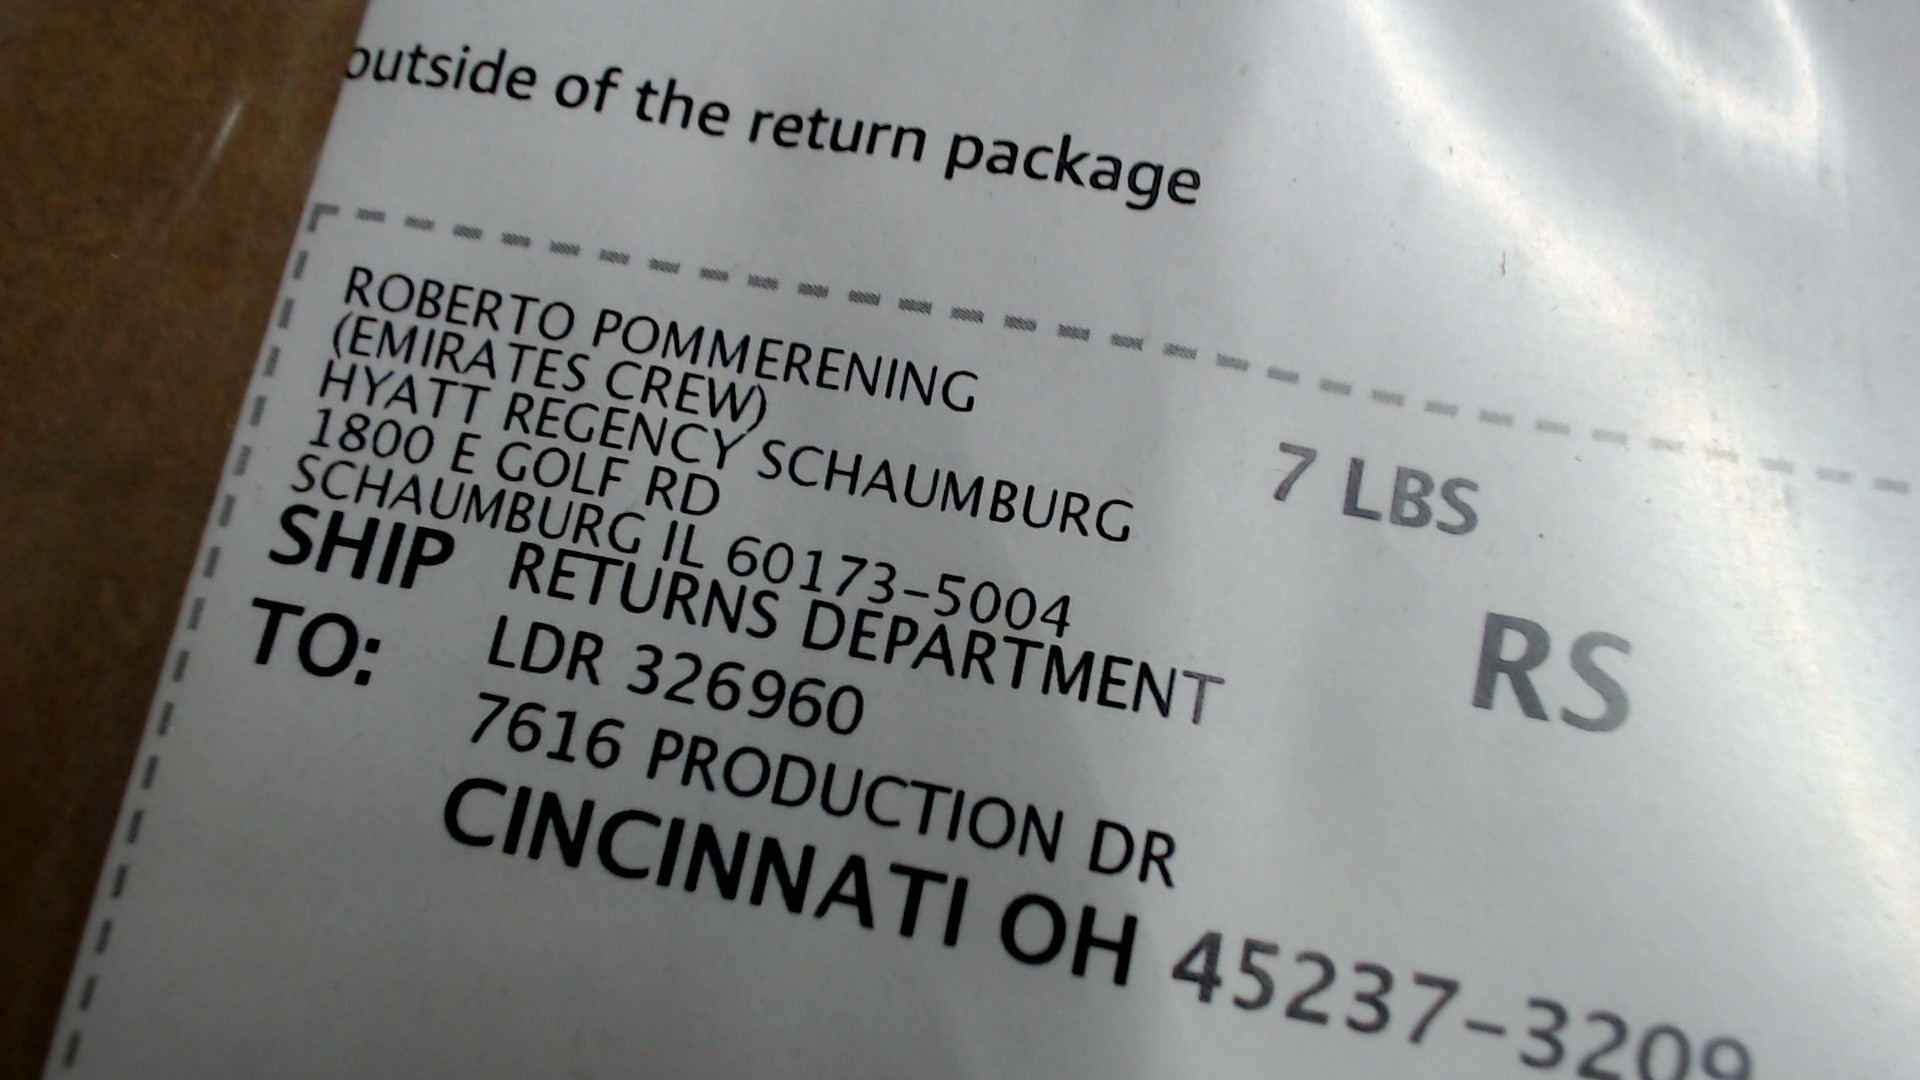 outside of the return package
ROBERTO POMMERENING
(EMIRATES CREW)
HYATT REGENCY SCHAUMBURG
1800 E GOLF RD
SCHAUMBURG IL 60173-5004
7 LBS
RS
SHIP TO:
RETURNS DEPARTMENT
LDR 326960
7616 PRODUCTION DR
CINCINNATI OH 45237-3209